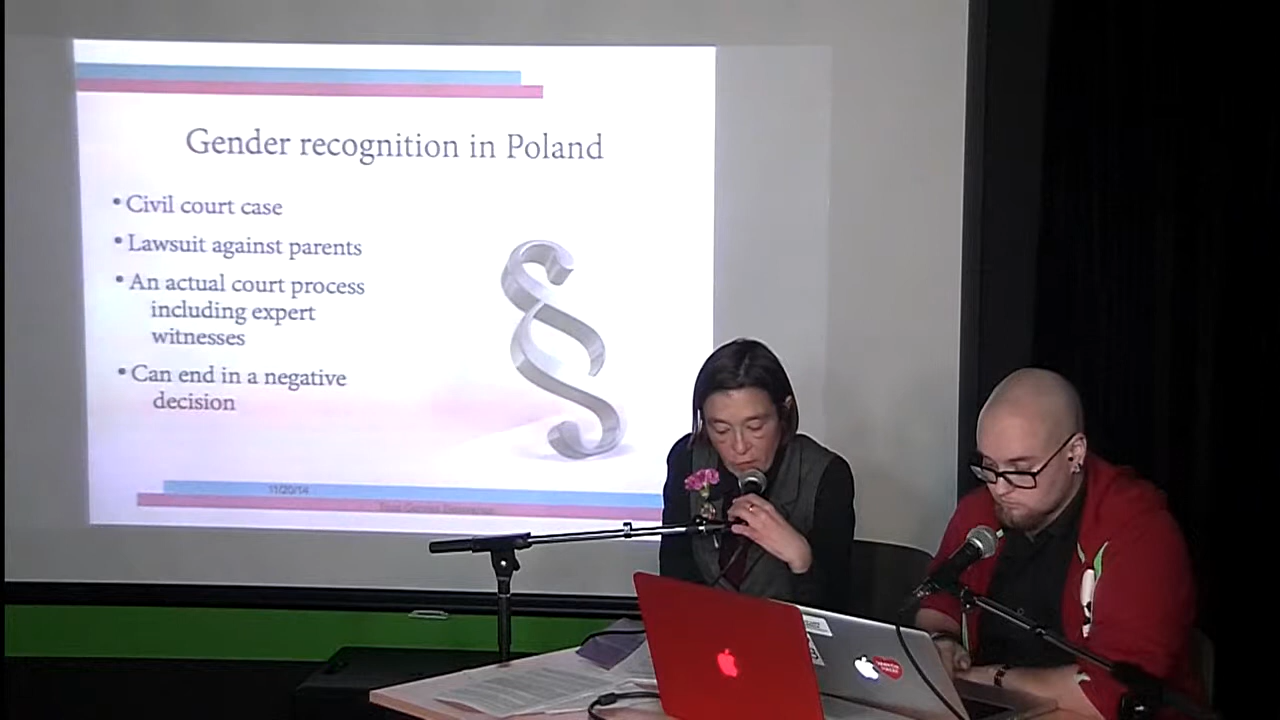 Gender recognition in Poland
• Civil court case
• Lawsuit against parents
• An actual court process
including expert
witnesses
• Can end in a negative
decision
§
11/20/14